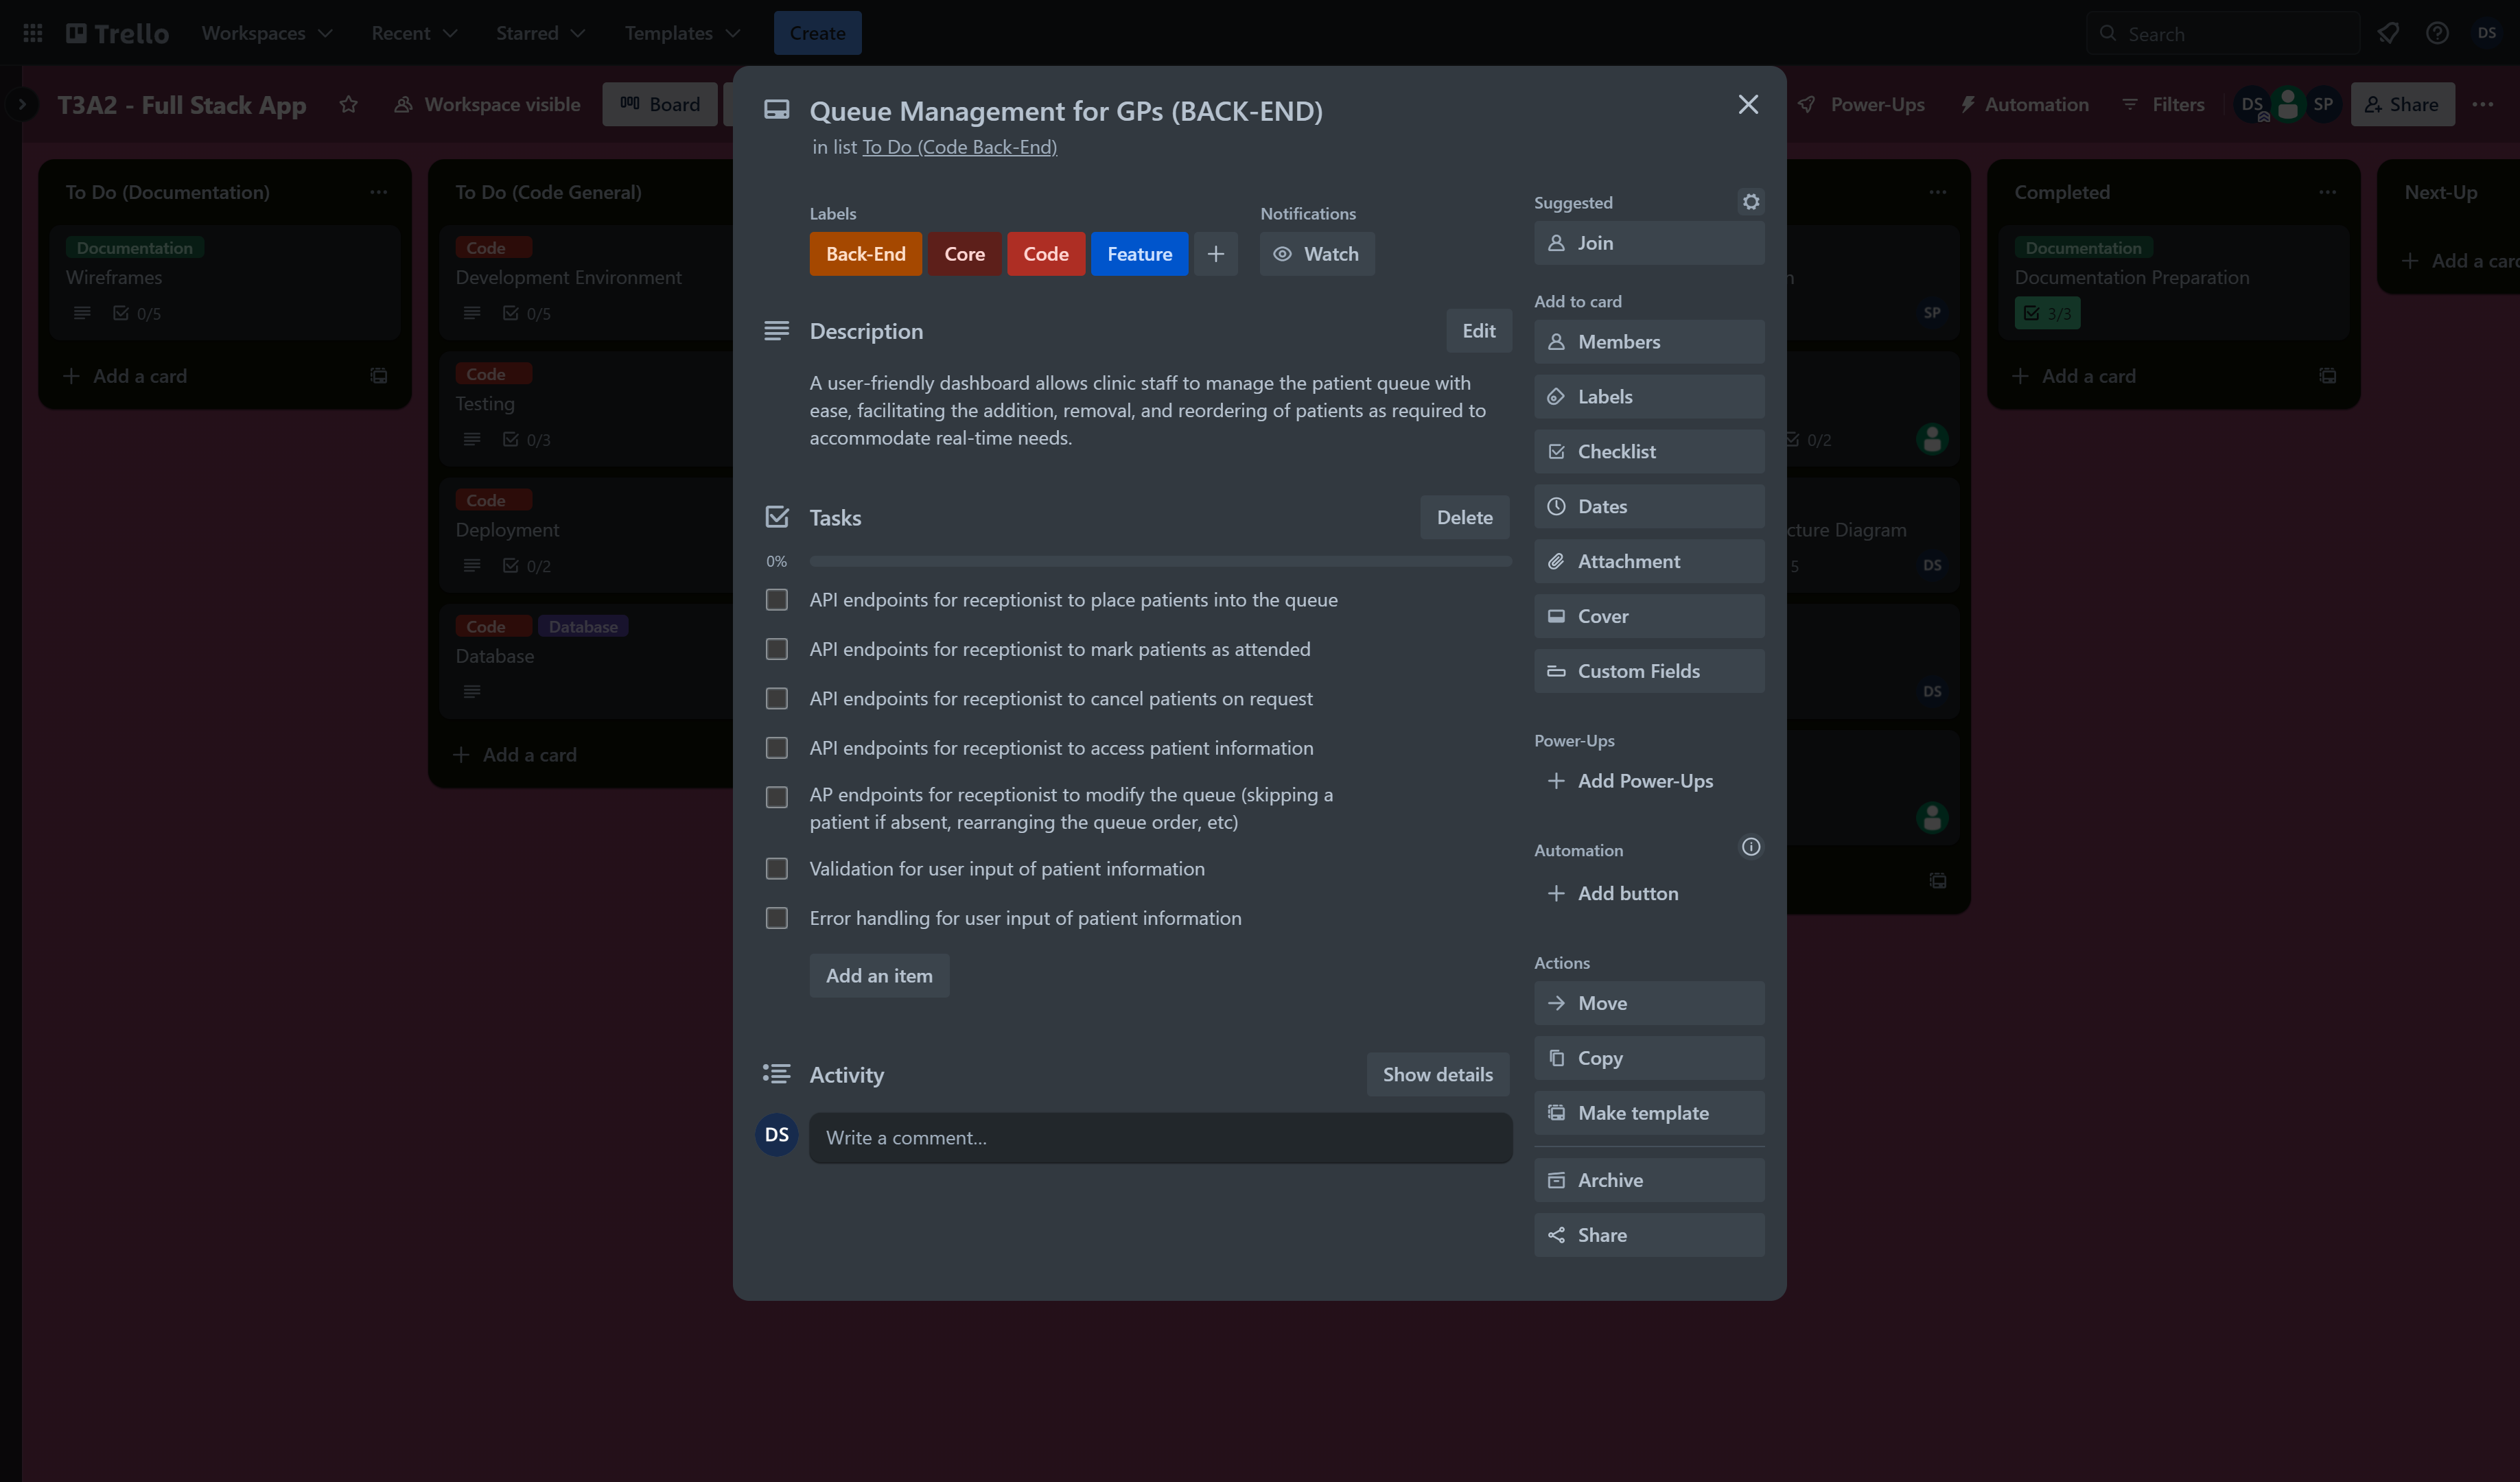 Trello
Workspaces
Recent
Starred
Templates
Create
Search
DS
T3A2 - Full Stack App
Workspace visible
Board
Power-Ups
Automation
Filters
DS
SP
Share
To Do (Documentation)
Documentation
Wireframes
0/5
Add a card
To Do (Code General)
Code
Development Environment
0/5
Code
Testing
0/3
Code
Deployment
0/2
Code Database
Database
Add a card
Queue Management for GPs (BACK-END)
in list To Do (Code Back-End)
Labels
Back-End Core Code Feature
Notifications
Watch
Description
Edit
A user-friendly dashboard allows clinic staff to manage the patient queue with
ease, facilitating the addition, removal, and reordering of patients as required to
accommodate real-time needs.
Tasks
Delete
0%
API endpoints for receptionist to place patients into the queue
API endpoints for receptionist to mark patients as attended
API endpoints for receptionist to cancel patients on request
API endpoints for receptionist to access patient information
AP endpoints for receptionist to modify the queue (skipping a
patient if absent, rearranging the queue order, etc)
Validation for user input of patient information
Error handling for user input of patient information
Add an item
Activity
Show details
DS
Write a comment...
Suggested
Join
Add to card
Members
Labels
Checklist
Dates
Attachment
Cover
Custom Fields
Power-Ups
Add Power-Ups
Automation
Add button
Actions
Move
Copy
Make template
Archive
Share
SP
0/2
cture Diagram
5
DS
DS
Completed
Documentation
Documentation Preparation
3/3
Add a card
Next-Up
Add a card